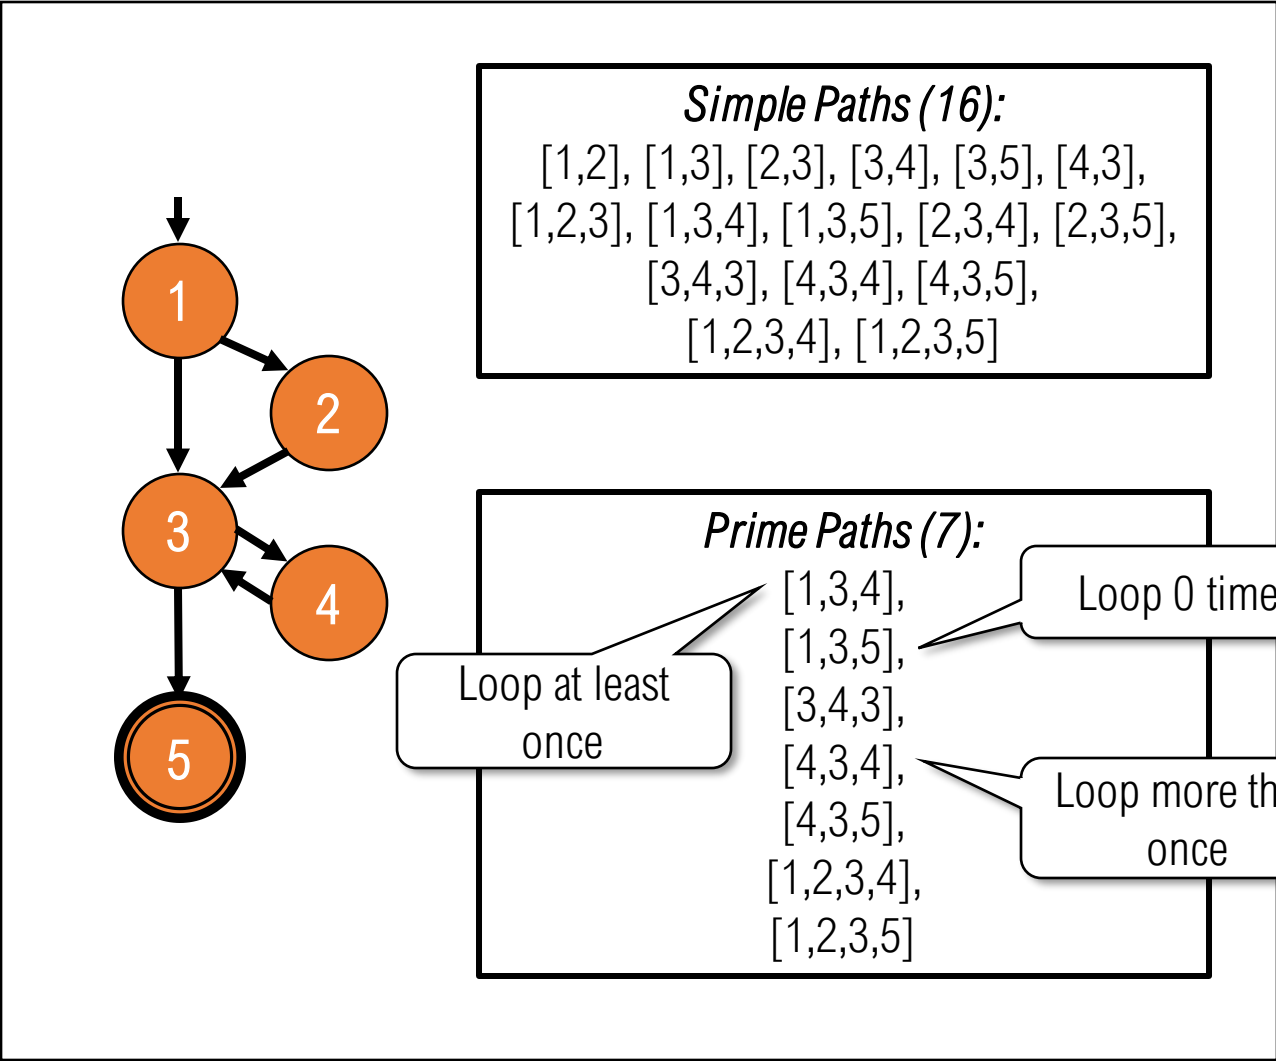 Simple Paths (16):
[1,2], [1,3], [2,3], [3,4], [3,5], [4,3],
[1,2,3], [1,3,4], [1,3,5], [2,3,4], [2,3,5],
[3,4,3], [4,3,4], [4,3,5],
[1,2,3,4], [1,2,3,5]
1
2
3
4
5
Prime Paths (7):
[1,3,4],
[1,3,5],
[3,4,3],
[4,3,4],
[4,3,5],
[1,2,3,4],
[1,2,3,5]
Loop at least
once
Loop 0 time
Loop more th
once